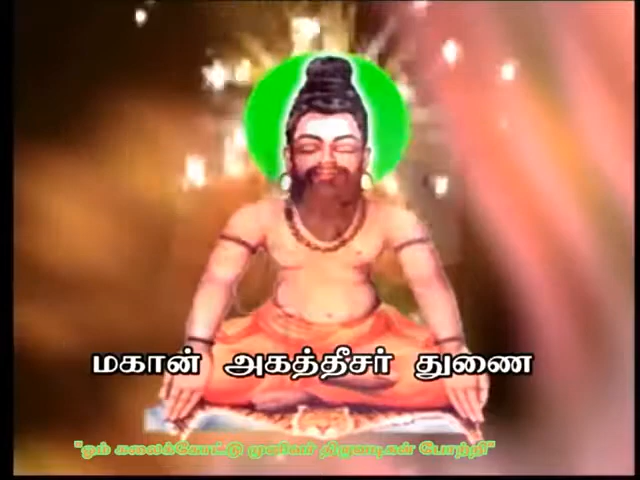 மகான் அகத்தீசர் துணை
"ஓம் கலைக்கோட்டு முனிவர் திருவடிகள் போற்றி"